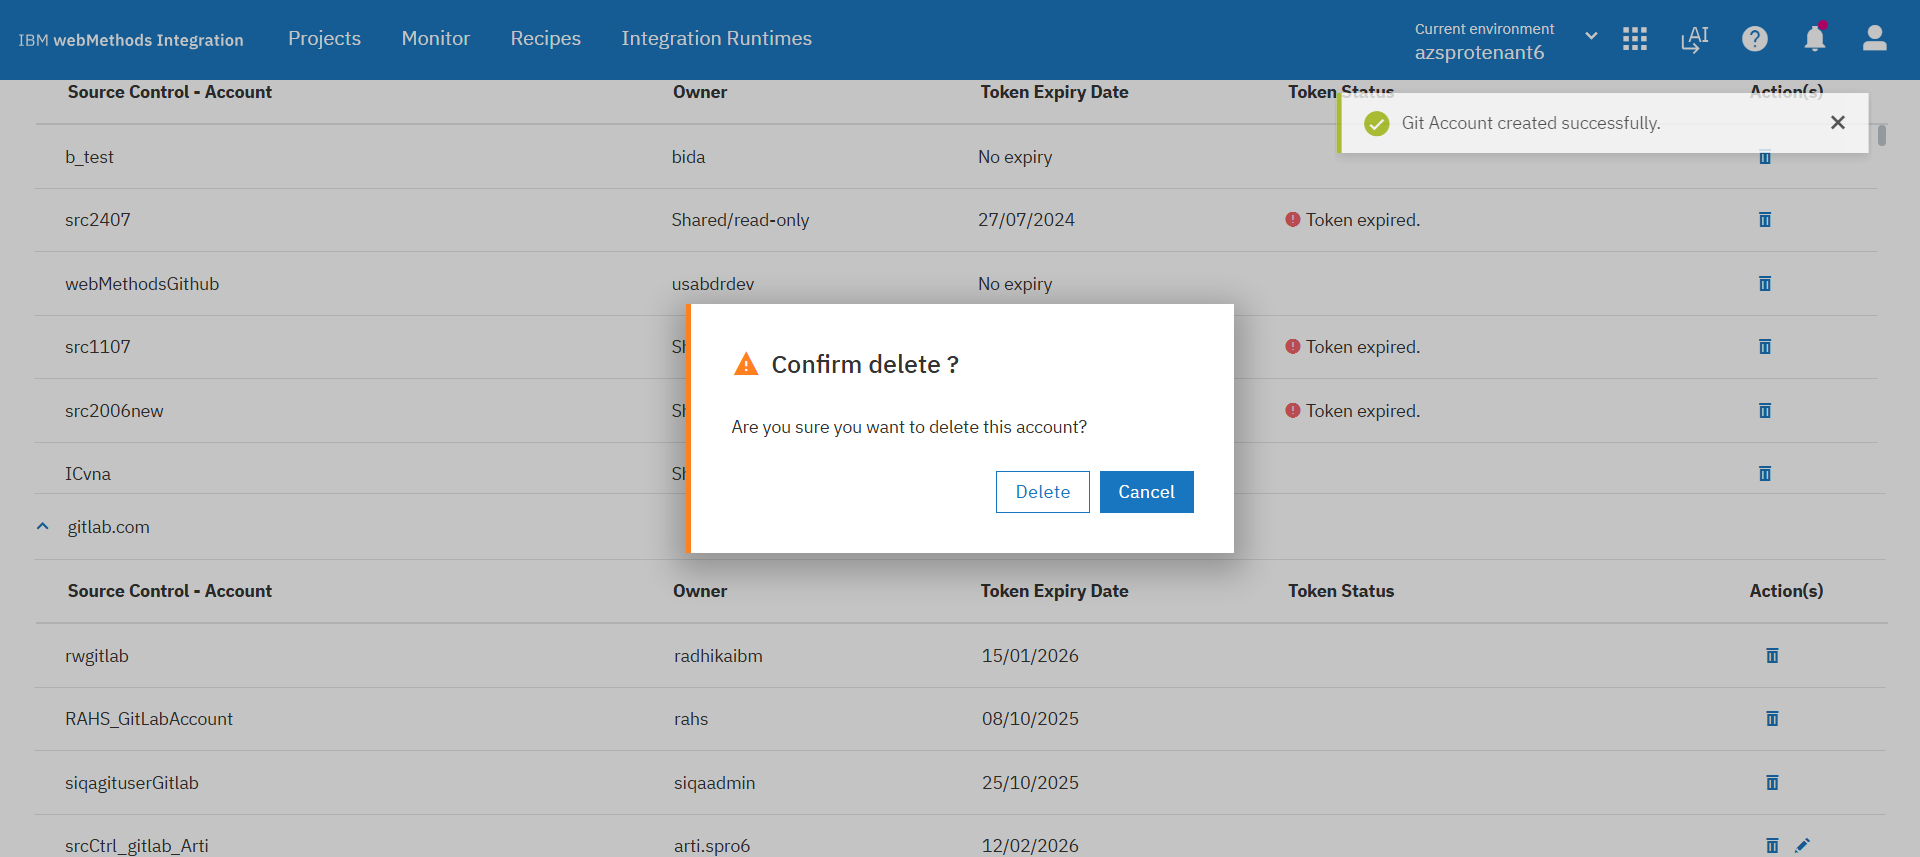 IBM webMethods Integration Projects Monitor Recipes Integration Runtimes
Current environment
azsprotenant6
AI
Source Control - Account Owner Token Expiry Date Token Status Action(s)
Git Account created successfully.
b_test bida No expiry
src2407 Shared/read-only 27/07/2024 Token expired.
webMethodsGithub usabdrdev No expiry
src1107 Token expired.
src2006new Token expired.
ICvna
Confirm delete ?
Are you sure you want to delete this account?
Delete Cancel
gitlab.com
Source Control - Account Owner Token Expiry Date Token Status Action(s)
rwgitlab radhikaibm 15/01/2026
RAHS_GitLabAccount rahs 08/10/2025
siqagituserGitlab siqaadmin 25/10/2025
srcCtrl_gitlab_Arti arti.spro6 12/02/2026